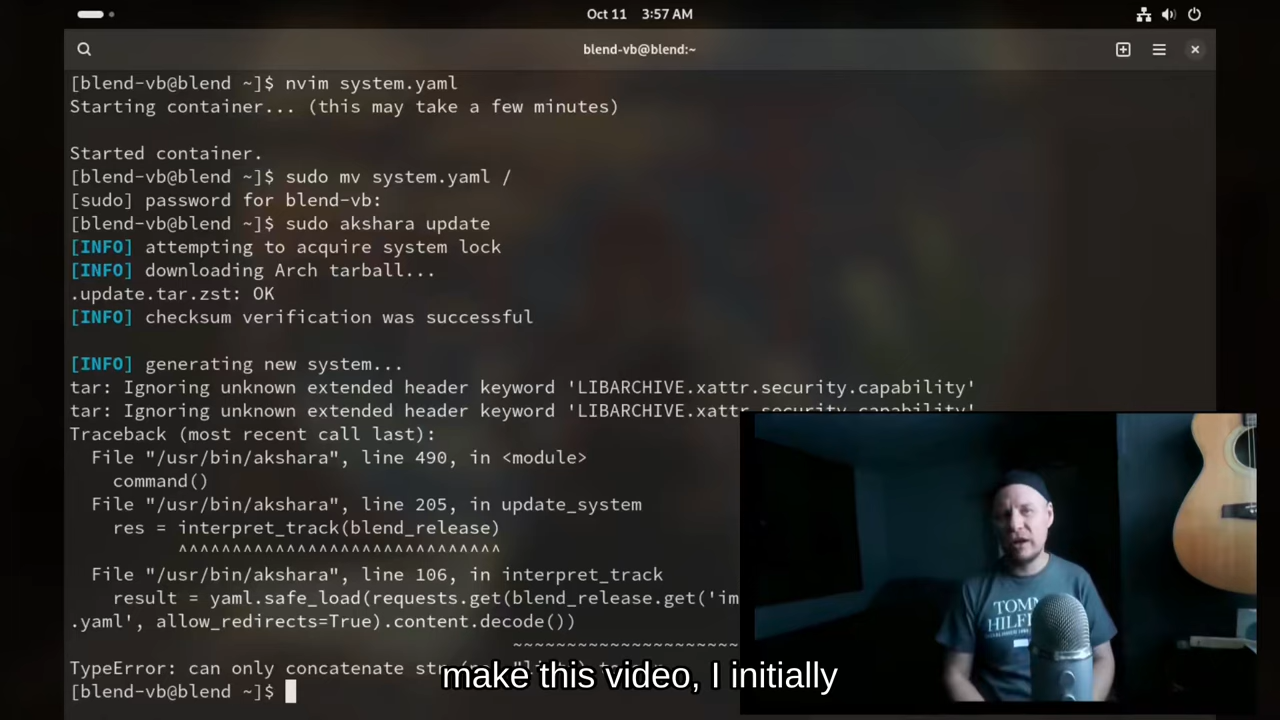 Oct 11 3:57 AM
blend-vb@blend:~
[blend-vb@blend ~]$ nvim system.yaml
Starting container... (this may take a few minutes)
Started container.
[blend-vb@blend ~]$ sudo mv system.yaml /
[sudo] password for blend-vb:
[blend-vb@blend ~]$ sudo akshara update
[INFO] attempting to acquire system lock
[INFO] downloading Arch tarball...
.update.tar.zst: OK
[INFO] checksum verification was successful
[INFO] generating new system...
tar: Ignoring unknown extended header keyword 'LIBARCHIVE.xattr.security.capability'
tar: Ignoring unknown extended header keyword 'LIBARCHIVE.xattr.security.capability'
Traceback (most recent call last):
File "/usr/bin/akshara", line 490, in <module>
command()
File "/usr/bin/akshara", line 205, in update_system
res = interpret_track(blend_release)
^^^^^^^^^^^^^^^^^^^^^^^^^^^^^^
File "/usr/bin/akshara", line 106, in interpret_track
result = yaml.safe_load(requests.get(blend_release.get('im
.yaml', allow_redirects=True).content.decode())
~~~~~~~~~~~~~~~~~~~~~
TypeError: can only concatenate str
[blend-vb@blend ~]$
make this video, I initially
TOMM
HILFI